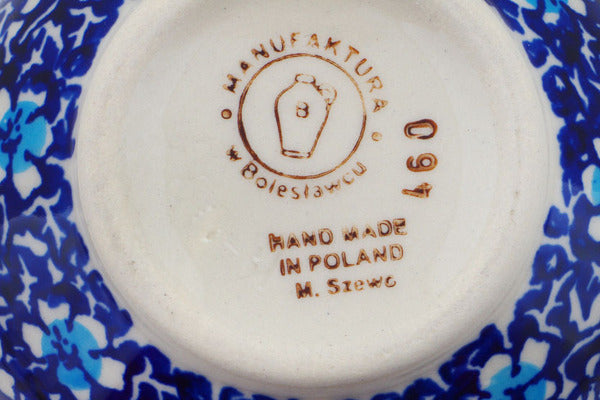 MANUFAKTURA
B
w Bolesławcu
094
HAND MADE
IN POLAND
M. Szewc